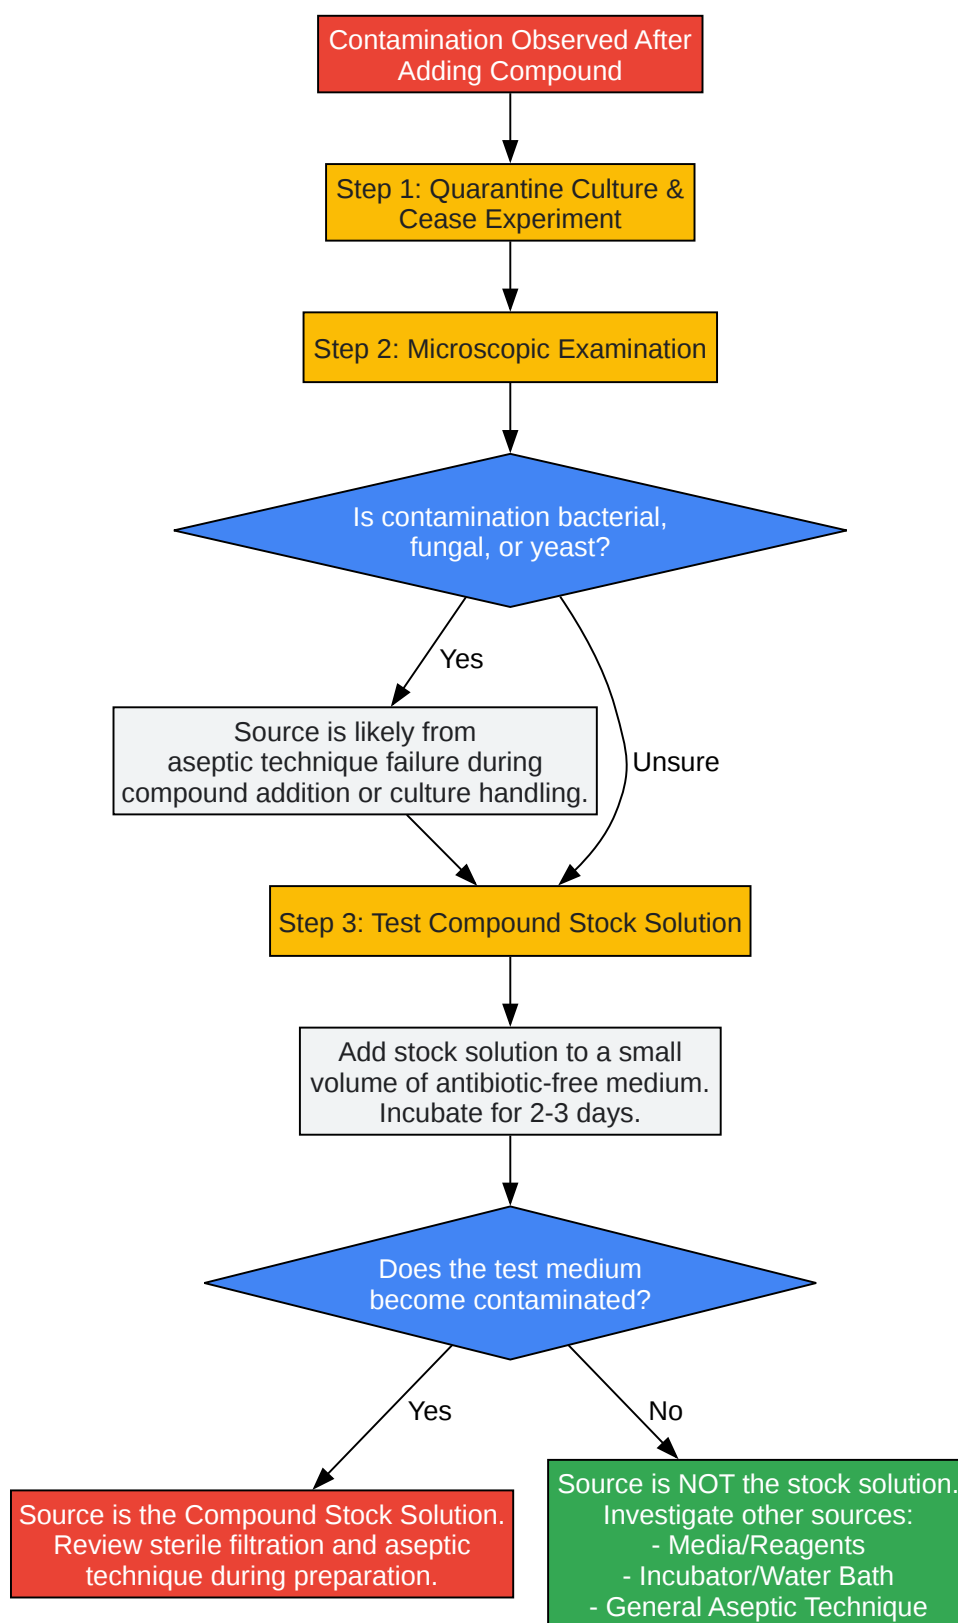 Contamination Observed After
Adding Compound
Step 1: Quarantine Culture &
Cease Experiment
Step 2: Microscopic Examination
Is contamination bacterial,
fungal, or yeast?
Yes
Source is likely from
aseptic technique failure during
compound addition or culture handling.
Unsure
Step 3: Test Compound Stock Solution
Add stock solution to a small
volume of antibiotic-free medium.
Incubate for 2-3 days.
Does the test medium
become contaminated?
Yes
No
Source is the Compound Stock Solution.
Review sterile filtration and aseptic
technique during preparation.
Source is NOT the stock solution.
Investigate other sources:
- Media/Reagents
- Incubator/Water Bath
- General Aseptic Technique